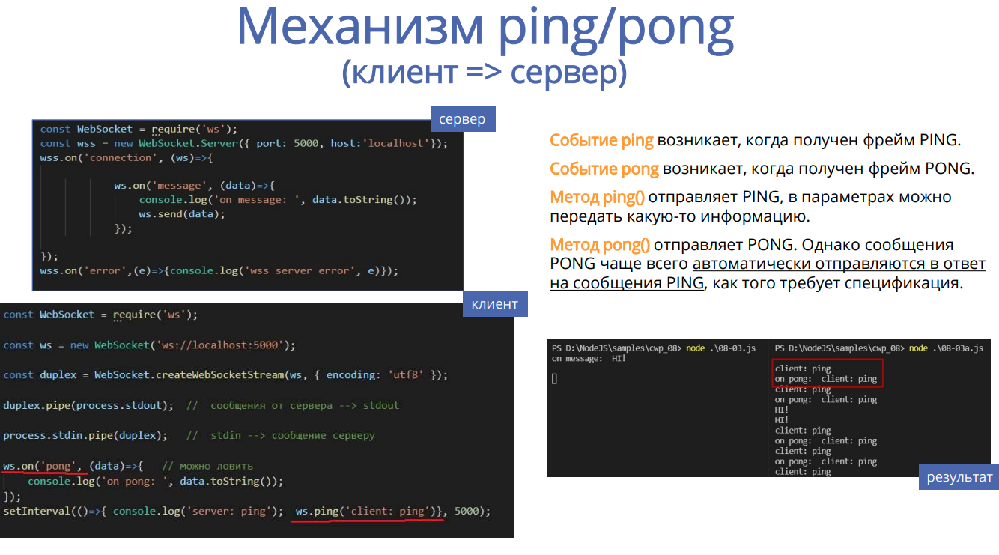 Механизм ping/pong
(клиент => сервер)
сервер
const WebSocket = require('ws');
const wss = new WebSocket.Server({ port: 5000, host:'localhost'});
wss.on('connection', (ws)=>{
ws.on('message', (data)=>{
console.log('on message: ', data.toString());
ws.send(data);
});
});
wss.on('error',(e)=>{console.log('wss server error', e)});
клиент
const WebSocket = require('ws');
const ws = new WebSocket('ws://localhost:5000');
const duplex = WebSocket.createWebSocketStream(ws, { encoding: 'utf8' });
duplex.pipe(process.stdout); // сообщения от сервера --> stdout
process.stdin.pipe(duplex); // stdin --> сообщение серверу
ws.on('pong', (data)=>{ // можно ловить
console.log('on pong: ', data.toString());
});
setInterval(()=>{ console.log('server: ping'); ws.ping('client: ping')}, 5000);
Событие ping возникает, когда получен фрейм PING.
Событие pong возникает, когда получен фрейм PONG.
Метод ping() отправляет PING, в параметрах можно
передать какую-то информацию.
Метод pong() отправляет PONG. Однако сообщения
PONG чаще всего автоматически отправляются в ответ
на сообщения PING, как того требует спецификация.
PS D:\NodeJS\samples\cwp_08> node .\08-03.js
on message:  HI!
PS D:\NodeJS\samples\cwp_08> node .\08-03a.js
client: ping
on pong:  client: ping
client: ping
on pong:  client: ping
HI!
HI!
client: ping
on pong:  client: ping
client: ping
on pong:  client: ping
client: ping
результат